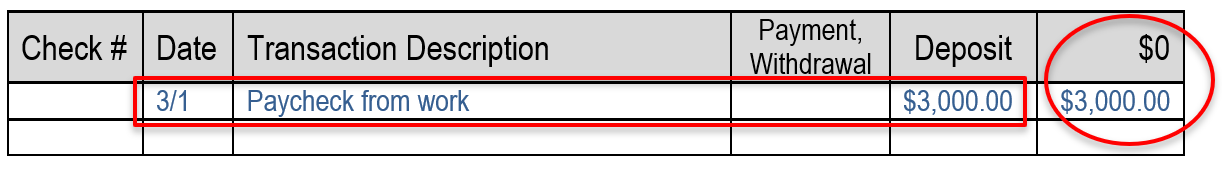 Check # Date Transaction Description Payment, Withdrawal Deposit $0
3/1 Paycheck from work $3,000.00 $3,000.00